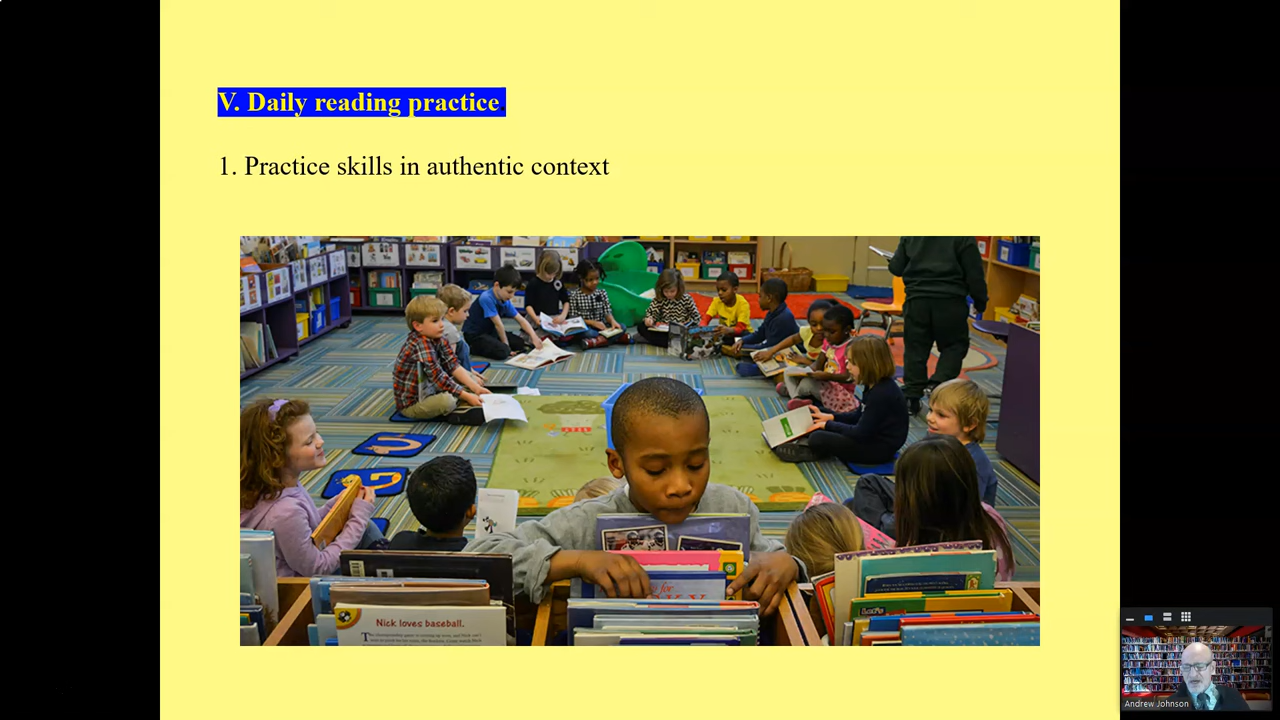 V. Daily reading practice
1. Practice skills in authentic context
Nick loves baseball.
Andrew Johnson